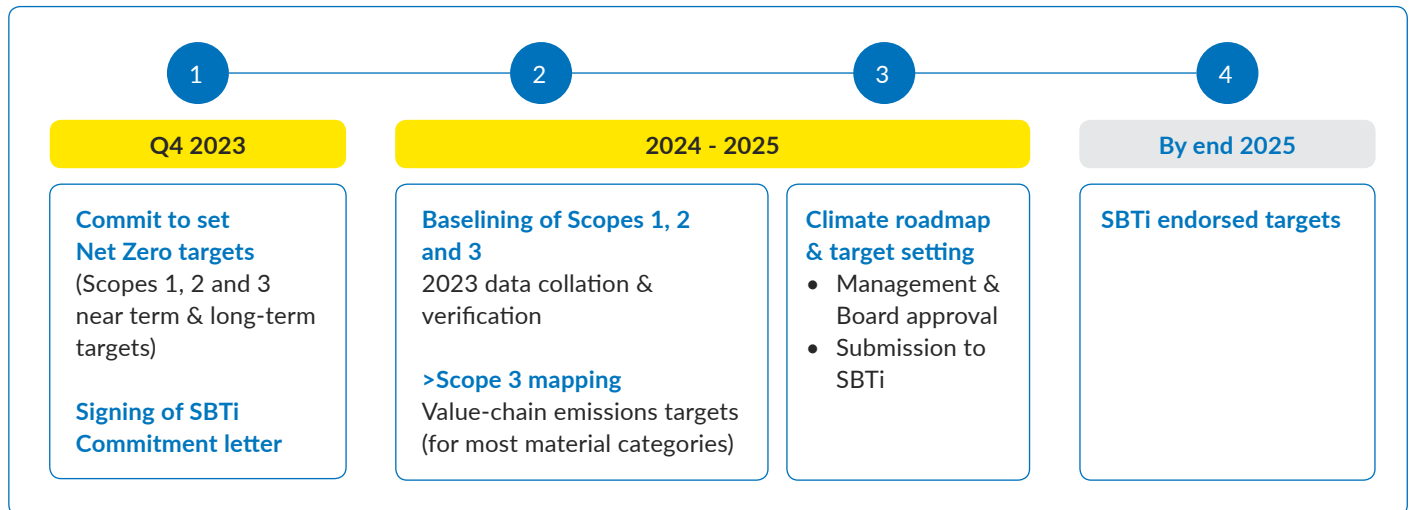 1
2
3
4
Q4 2023
2024 - 2025
By end 2025
Commit to set
Net Zero targets
(Scopes 1, 2 and 3
near term & long-term
targets)
Signing of SBTi
Commitment letter
Baselining of Scopes 1, 2
and 3
2023 data collation &
verification
>Scope 3 mapping
Value-chain emissions targets
(for most material categories)
Climate roadmap
& target setting
• Management &
Board approval
• Submission to
SBTi
SBTi endorsed targets